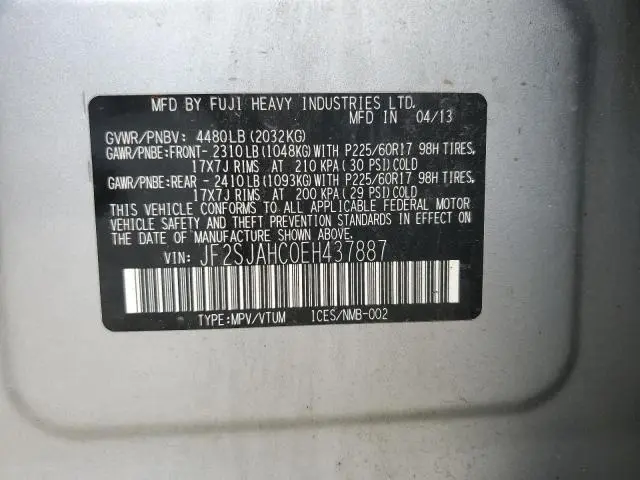 MFD BY FUJI HEAVY INDUSTRIES LTD.
MFD IN 04/13
GVWR/PNBV: 4480LB(2032KG)
GAWR/PNBE:FRONT- 2310LB(1048KG)WITH P225/60R17 98H TIRES,
17X7J RIMS AT 210 KPA(30 PSI)COLD
GAWR/PNBE:REAR - 2410LB(1093KG)WITH P225/60R17 98H TIRES,
17X7J RIMS AT 200 KPA(29 PSI)COLD
THIS VEHICLE CONFORMS TO ALL APPLICABLE FEDERAL MOTOR
VEHICLE SAFETY AND THEFT PREVENTION STANDARDS IN EFFECT ON
THE DATE OF MANUFACTURE SHOWN ABOVE.
VIN: JF2SJAHC0EH437887
TYPE:MPV/VTUM 1CES/NMB-002